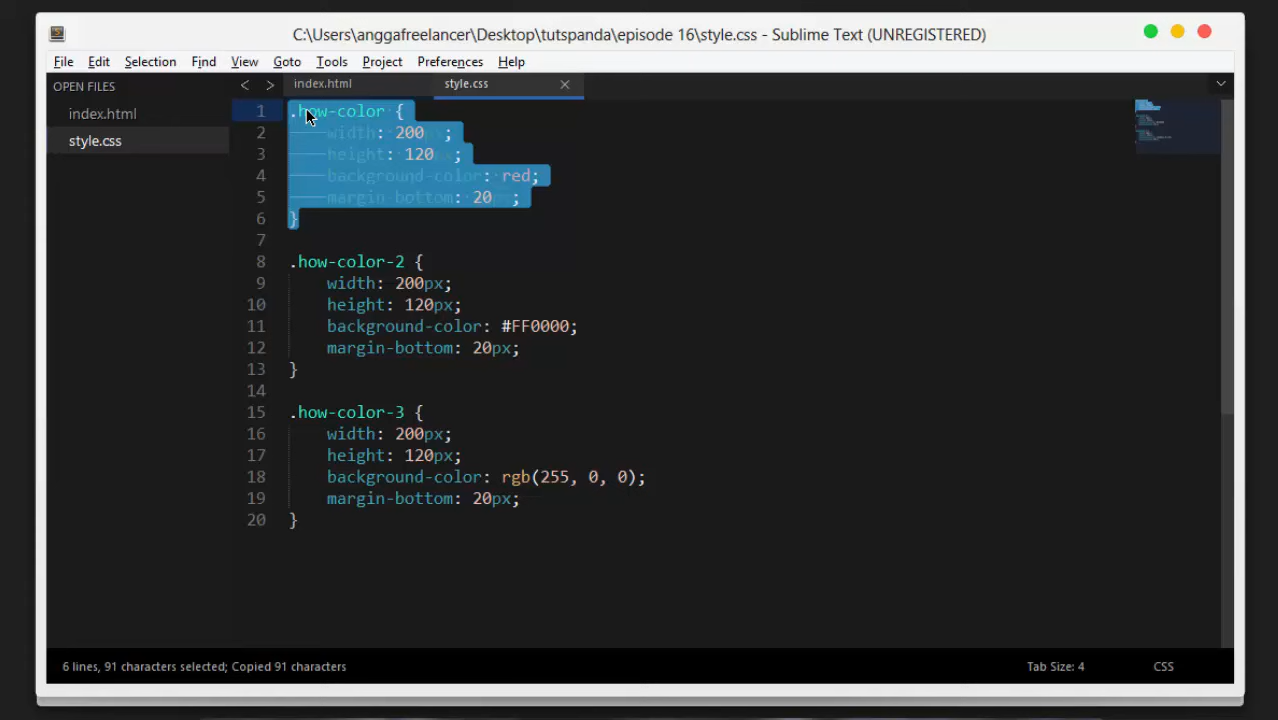 C:\Users\anggafreelancer\Desktop\tutspanda\episode 16\style.css - Sublime Text (UNREGISTERED)
File Edit Selection Find View Goto Tools Project Preferences Help
OPEN FILES
index.html
style.css
index.html style.css
1 .how-color {
2 width: 200px;
3 height: 120px;
4 background-color: red;
5 margin-bottom: 20px;
6 }
7
8 .how-color-2 {
9 width: 200px;
10 height: 120px;
11 background-color: #FF0000;
12 margin-bottom: 20px;
13 }
14
15 .how-color-3 {
16 width: 200px;
17 height: 120px;
18 background-color: rgb(255, 0, 0);
19 margin-bottom: 20px;
20 }
6 lines, 91 characters selected; Copied 91 characters
Tab Size: 4 CSS